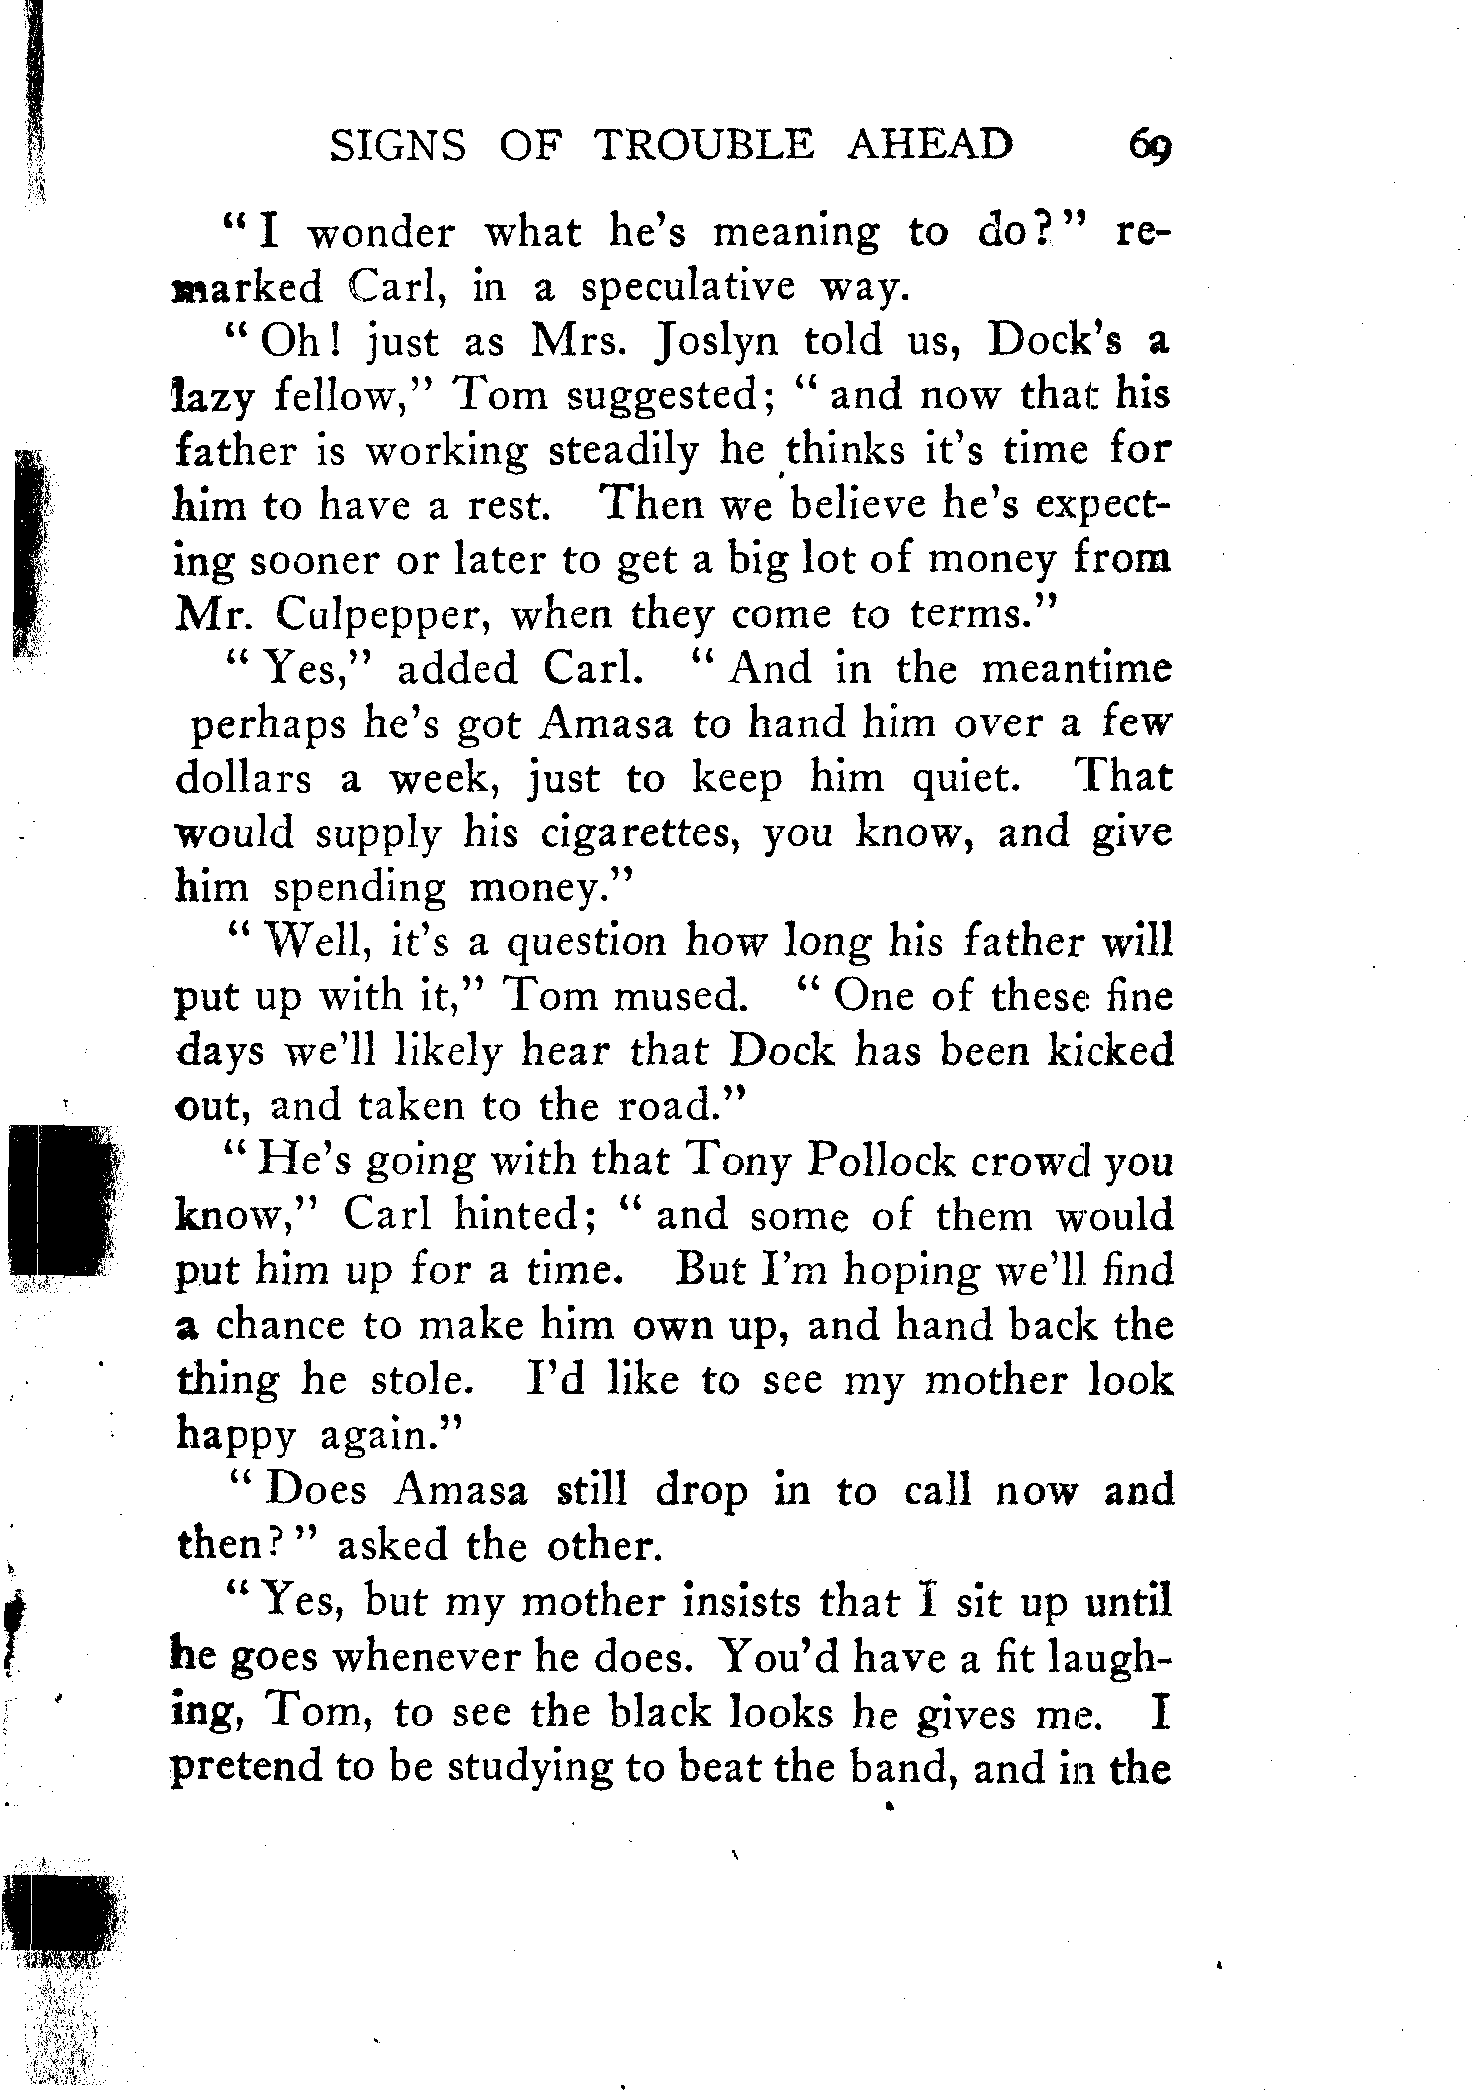 SIGNS OF TROUBLE AHEAD 69
“ I wonder what he’s meaning to do? ” re-
marked Carl, in a speculative way.
“ Oh! just as Mrs. Joslyn told us, Dock’s a
lazy fellow,” Tom suggested; “ and now that his
father is working steadily he thinks it’s time for
him to have a rest. Then we believe he’s expect-
ing sooner or later to get a big lot of money from
Mr. Culpepper, when they come to terms.”
“ Yes,” added Carl. “ And in the meantime
perhaps he’s got Amasa to hand him over a few
dollars a week, just to keep him quiet. That
would supply his cigarettes, you know, and give
him spending money.”
“ Well, it’s a question how long his father will
put up with it,” Tom mused. “ One of these fine
days we’ll likely hear that Dock has been kicked
out, and taken to the road.”
“ He’s going with that Tony Pollock crowd you
know,” Carl hinted; “ and some of them would
put him up for a time. But I’m hoping we’ll find
a chance to make him own up, and hand back the
thing he stole. I’d like to see my mother look
happy again.”
“ Does Amasa still drop in to call now and
then? ” asked the other.
“ Yes, but my mother insists that I sit up until
he goes whenever he does. You’d have a fit laugh-
ing, Tom, to see the black looks he gives me. I
pretend to be studying to beat the band, and in the